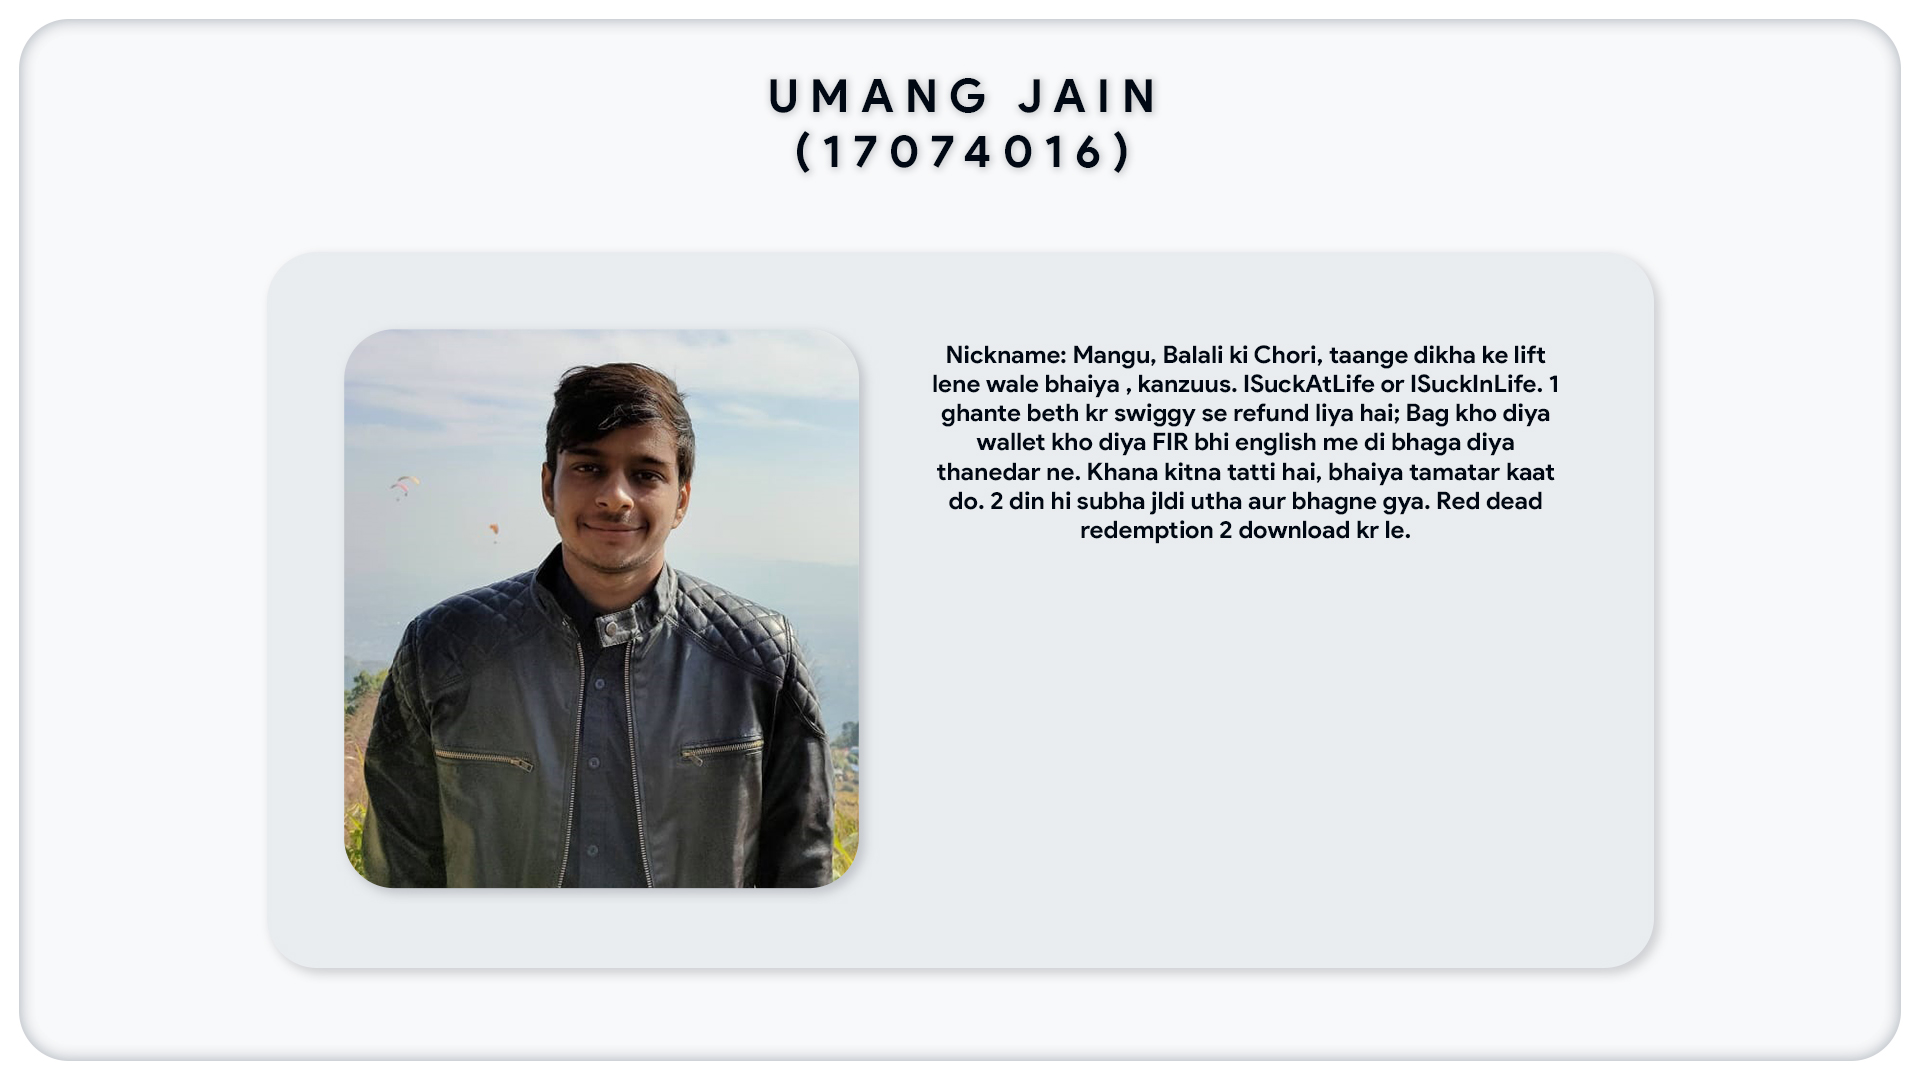 UMANG JAIN
(17074016)
Nickname: Mangu, Balali ki Chori, taange dikha ke lift
lene wale bhaiya , kanzuus. ISuckAtLife or ISuckInLife. 1
ghante beth kr swiggy se refund liya hai; Bag kho diya
wallet kho diya FIR bhi english me di bhaga diya
thanedar ne. Khana kitna tatti hai, bhaiya tamatar kaat
do. 2 din hi subha jldi utha aur bhagne gya. Red dead
redemption 2 download kr le.